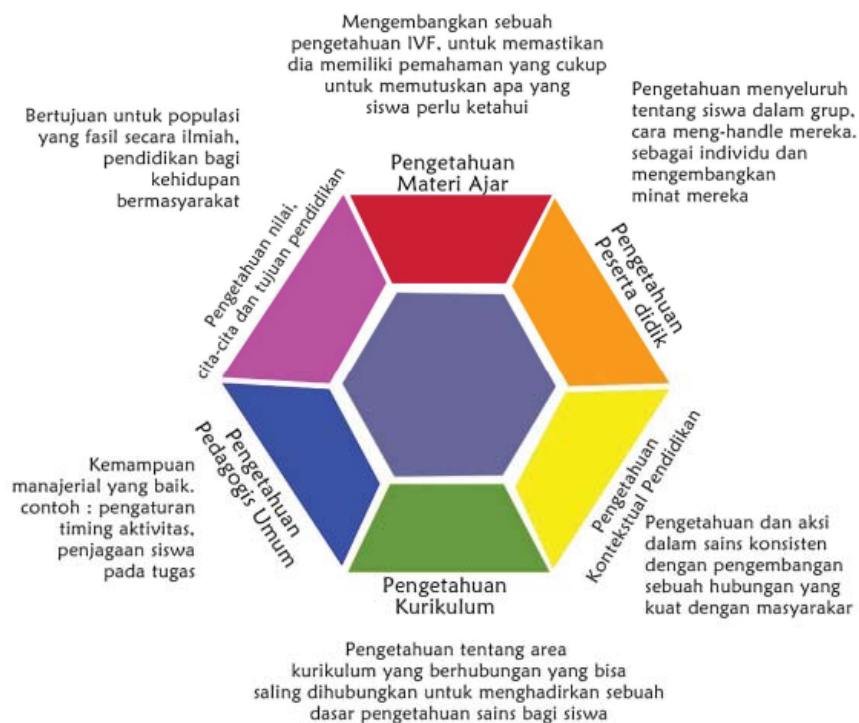 Mengembangkan sebuah
pengetahuan IVF, untuk memastikan
dia memiliki pemahaman yang cukup
untuk memutuskan apa yang
siswa perlu ketahui
Pengetahuan
Materi Ajar
Pengetahuan menyeluruh
tentang siswa dalam grup,
cara meng-handle mereka.
sebagai individu dan
mengembangkan
minat mereka
Pengetahuan
Peserta didik
Bertujuan untuk populasi
yang fasil secara ilmiah,
pendidikan bagi
kehidupan
bermasyarakat
Pengetahuan nilai,
cita-cita dan tujuan pendidikan
Kemampuan
manajerial yang baik.
contoh : pengaturan
timing aktivitas,
penjagaan siswa
pada tugas
Pengetahuan
Pedagogis Umum
Pengetahuan
Kontekstual Pendidikan
Pengetahuan dan aksi
dalam sains konsisten
dengan pengembangan
sebuah hubungan yang
kuat dengan masyarakar
Pengetahuan
Kurikulum
Pengetahuan tentang area
kurikulum yang berhubungan yang bisa
saling dihubungkan untuk menghadirkan sebuah
dasar pengetahuan sains bagi siswa